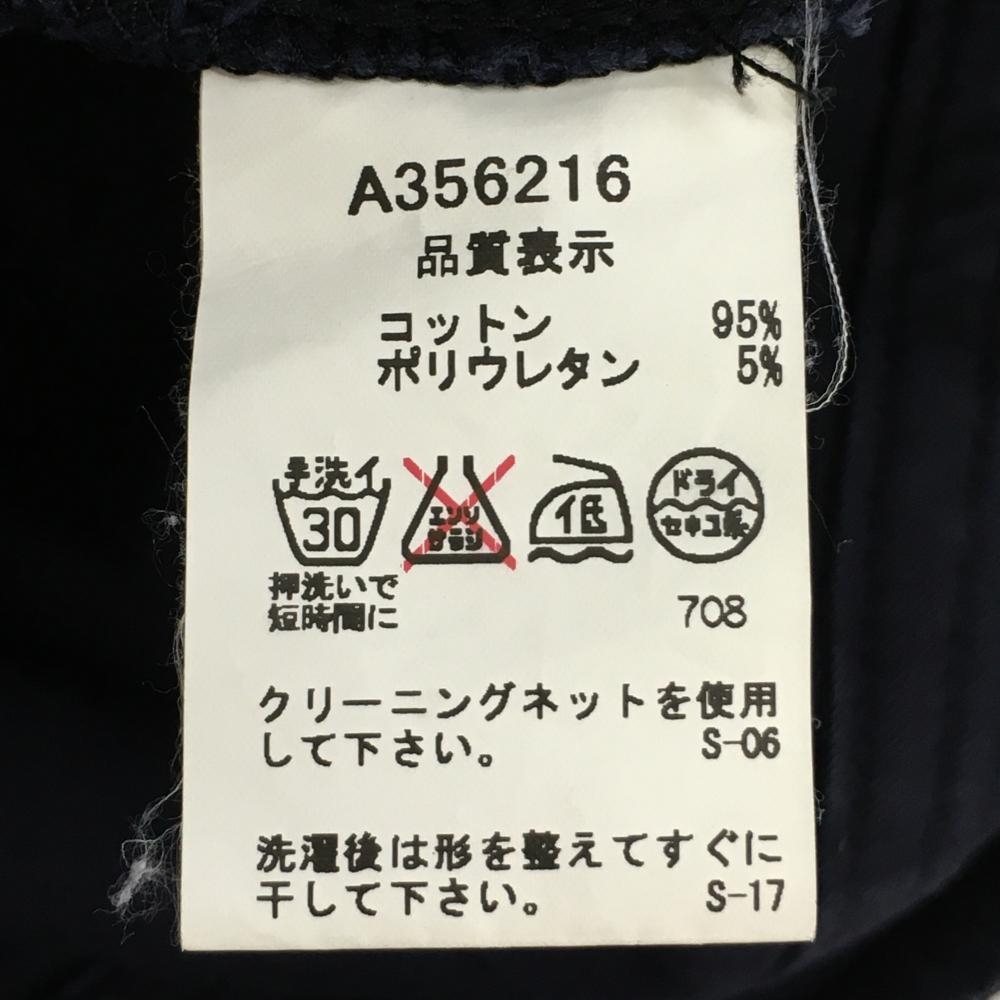 A356216
品質表示
コットン 95%
ポリウレタン 5%
手洗イ
30
エンソ
サラシ
低
ドライ
セキユ系
押洗いで
短時間に
708
クリーニングネットを使用
して下さい。 S-06
洗濯後は形を整えてすぐに
干して下さい。 S-17